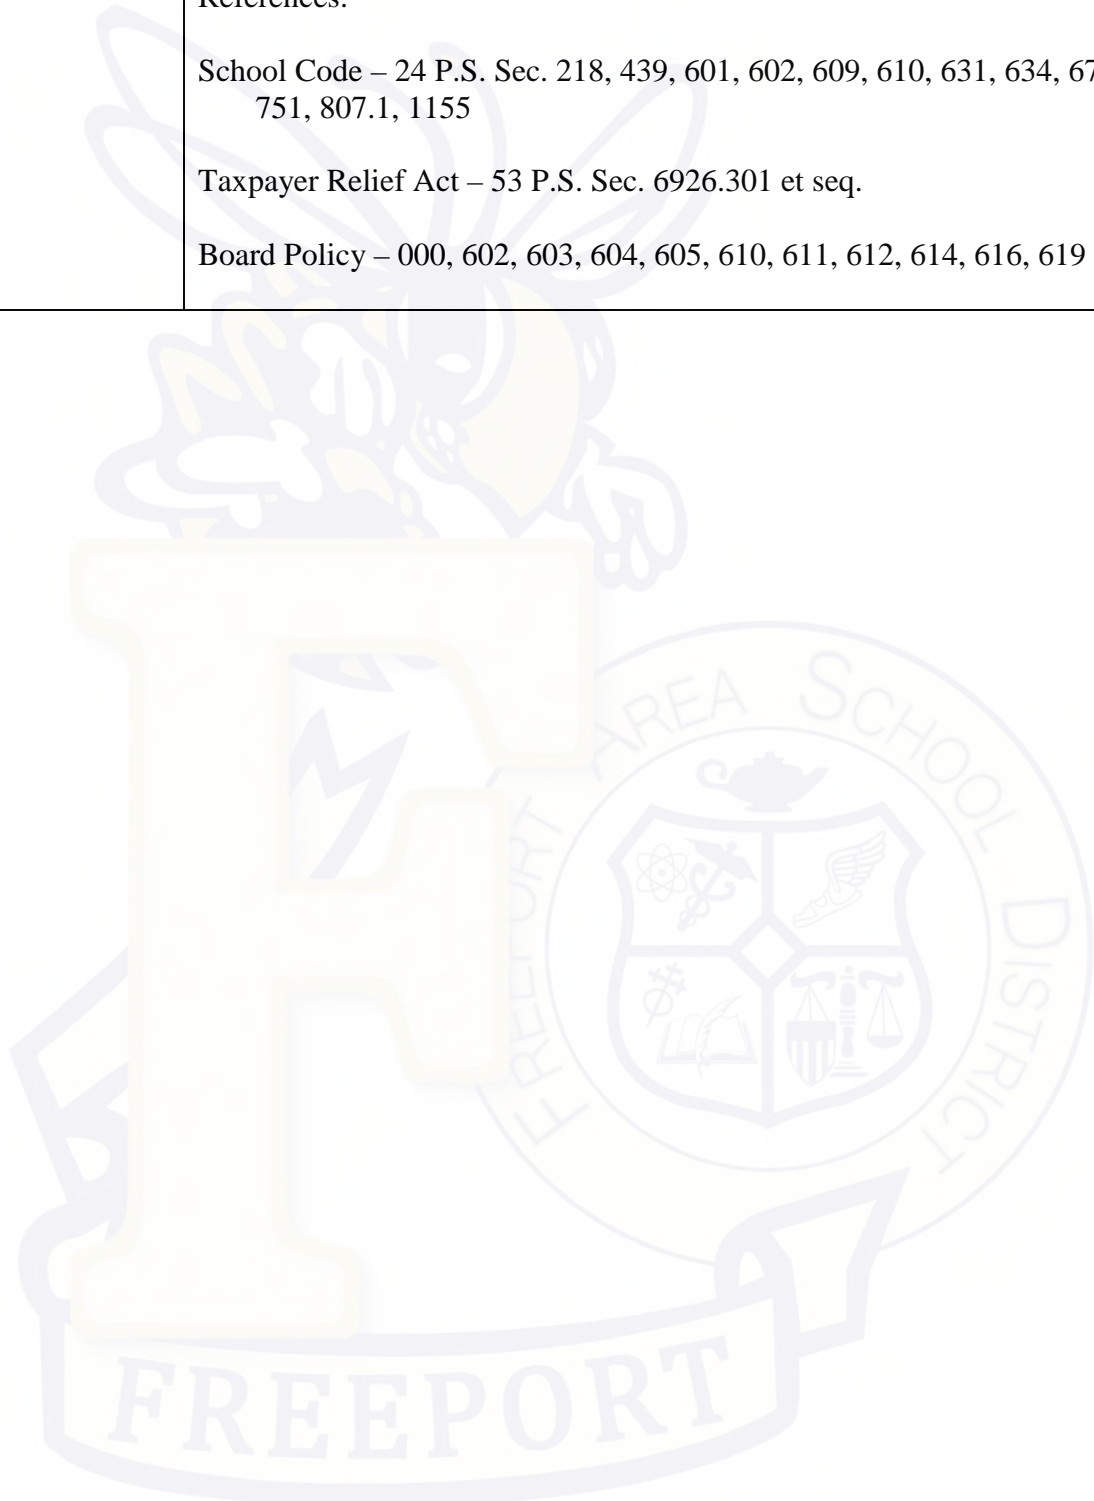 References:
School Code – 24 P.S. Sec. 218, 439, 601, 602, 609, 610, 631, 634,
751, 807.1, 1155
Taxpayer Relief Act – 53 P.S. Sec. 6926.301 et seq.
Board Policy – 000, 602, 603, 604, 605, 610, 611, 612, 614, 616, 619
FREEPORT AREA SCHOOL DISTRICT
FREEPORT